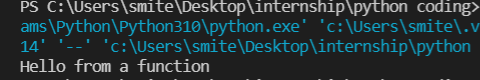 PS C:\Users\smite\Desktop\internship\python coding>
ams\Python\Python310\python.exe' 'c:\Users\smite\.v
14' '--' 'c:\Users\smite\Desktop\internship\python
Hello from a function